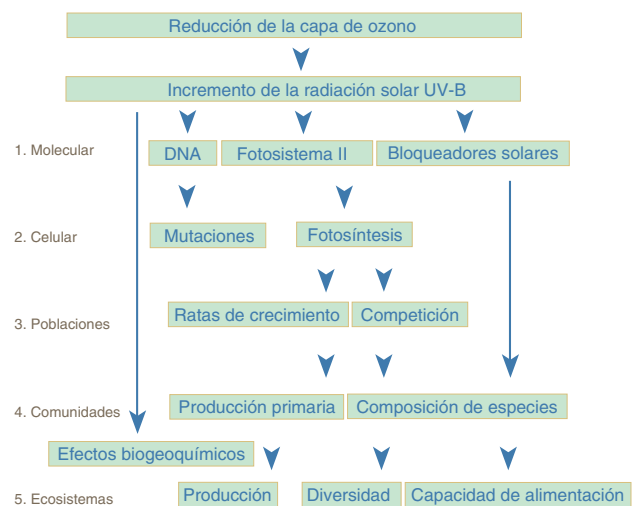 Reducción de la capa de ozono
Incremento de la radiación solar UV-B
1. Molecular
DNA
Fotosistema II
Bloqueadores solares
2. Celular
Mutaciones
Fotosíntesis
3. Poblaciones
Ratas de crecimiento
Competición
4. Comunidades
Producción primaria
Composición de especies
Efectos biogeoquímicos
5. Ecosistemas
Producción
Diversidad
Capacidad de alimentación